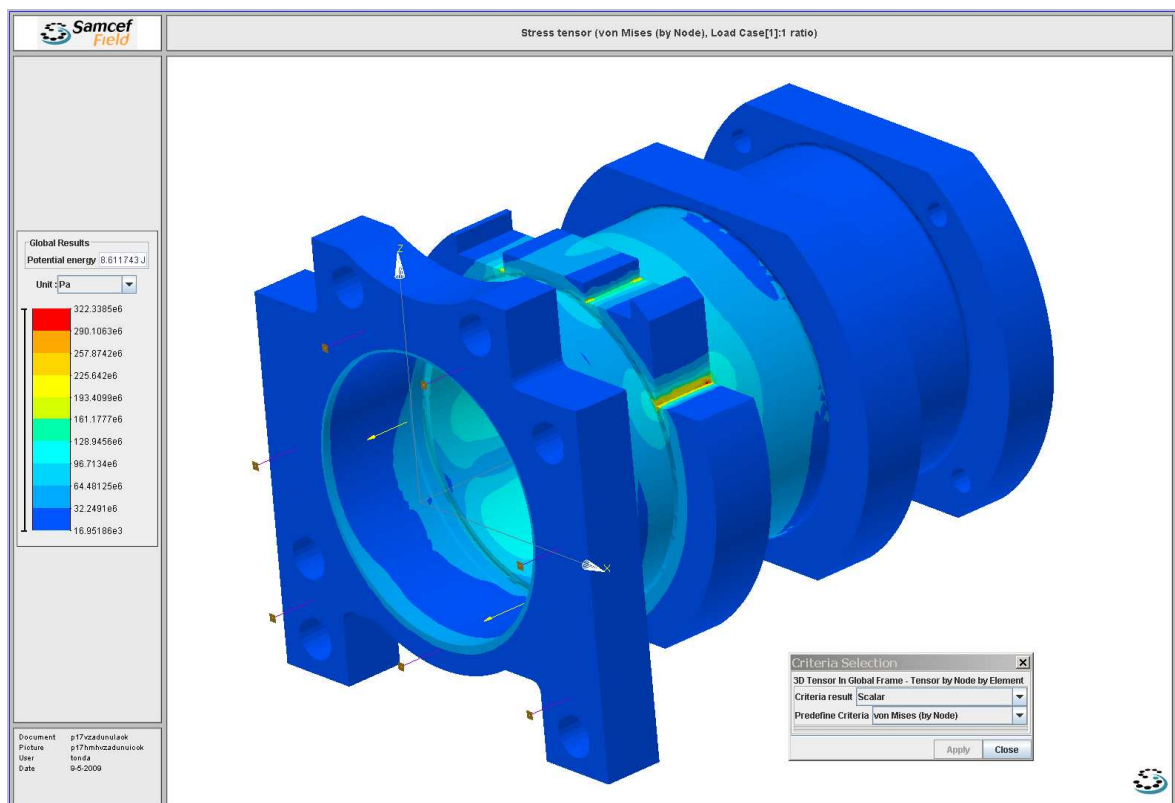 Samcef
Field
Stress tensor (von Mises (by Node), Load Case[1]:1 ratio)
Global Results
Potential energy 8.611743 J
Unit : Pa
322.3385e6
290.1063e6
257.8742e6
225.642e6
193.4099e6
161.1777e6
128.9456e6
96.7134e6
64.48125e6
32.2491e6
16.95186e3
Z
X
Criteria Selection
3D Tensor In Global Frame - Tensor by Node by Element
Criteria result Scalar
Predefine Criteria von Mises (by Node)
Apply Close
Document p17vzadunulaok
Picture p17hmhvzadunuicok
User tonda
Date 9-5-2009